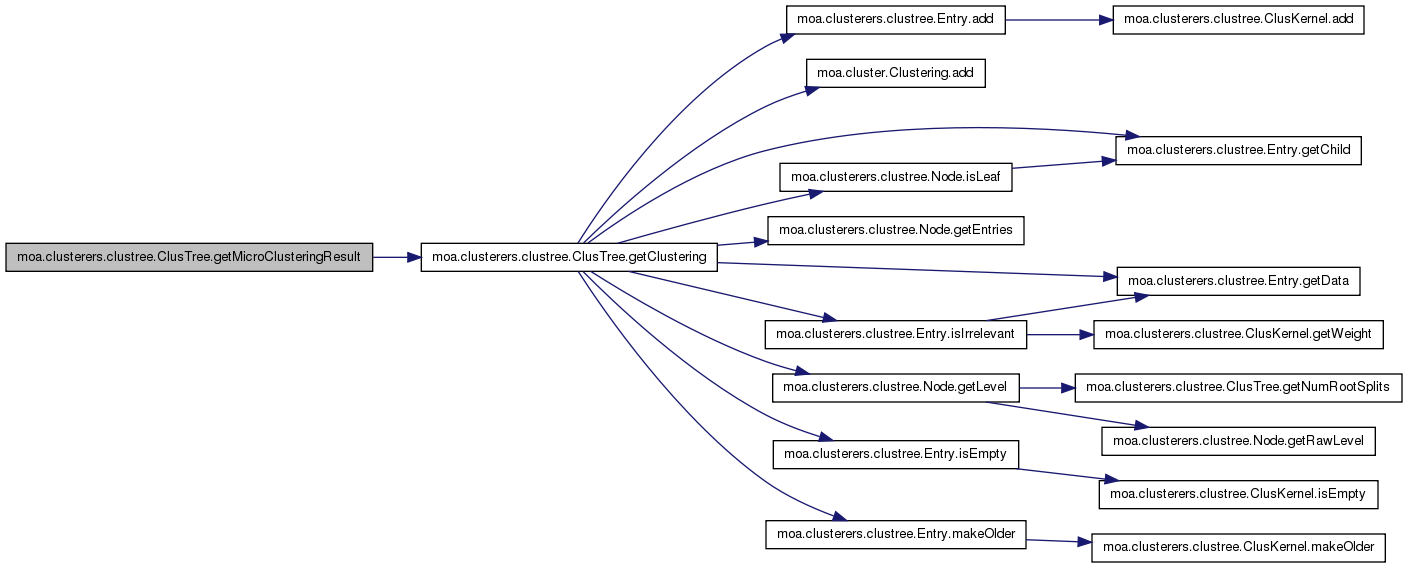 moa.clusterers.clustree.Entry.add
moa.clusterers.clustree.ClusKernel.add
moa.cluster.Clustering.add
moa.clusterers.clustree.Entry.getChild
moa.clusterers.clustree.Node.isLeaf
moa.clusterers.clustree.Node.getEntries
moa.clusterers.clustree.ClusTree.getMicroClusteringResult
moa.clusterers.clustree.ClusTree.getClustering
moa.clusterers.clustree.Entry.getData
moa.clusterers.clustree.Entry.isIrrelevant
moa.clusterers.clustree.ClusKernel.getWeight
moa.clusterers.clustree.Node.getLevel
moa.clusterers.clustree.ClusTree.getNumRootSplits
moa.clusterers.clustree.Node.getRawLevel
moa.clusterers.clustree.Entry.isEmpty
moa.clusterers.clustree.ClusKernel.isEmpty
moa.clusterers.clustree.Entry.makeOlder
moa.clusterers.clustree.ClusKernel.makeOlder